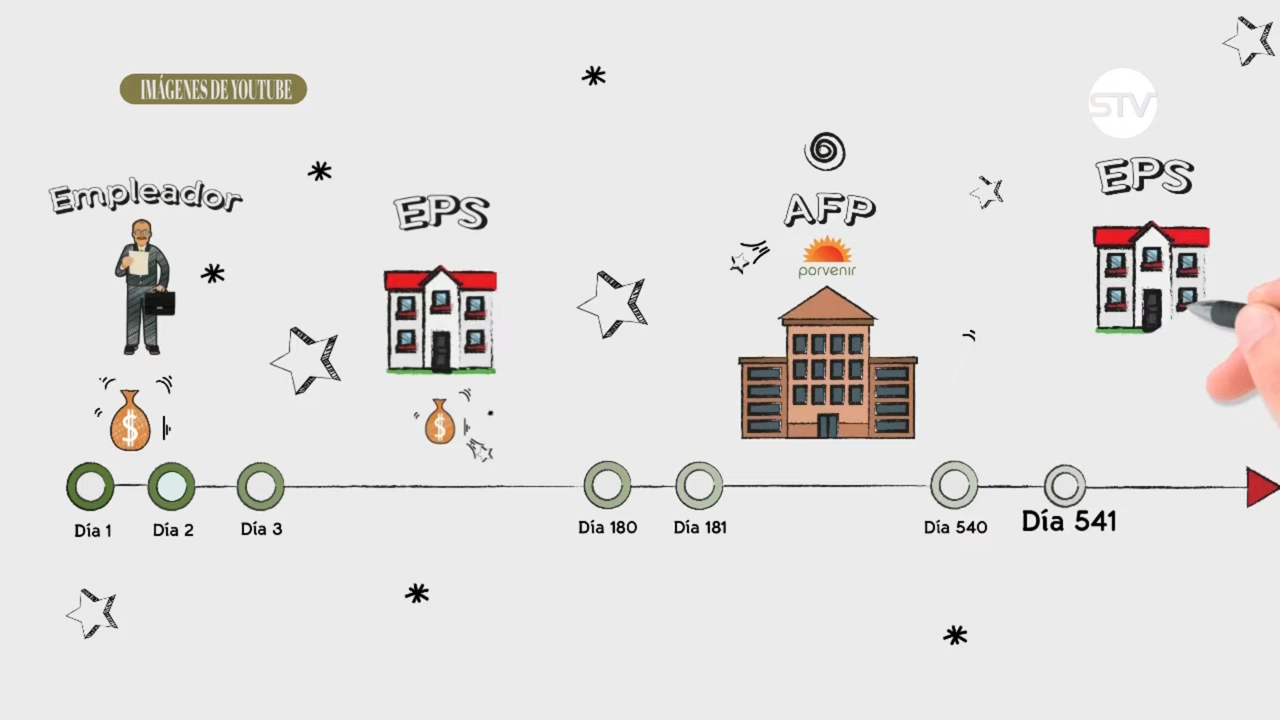 IMÁGENES DE YOUTUBE
STV
Empleador
EPS
AFP
porvenir
EPS
$
$
Día 1
Día 2
Día 3
Día 180
Día 181
Día 540
Día 541